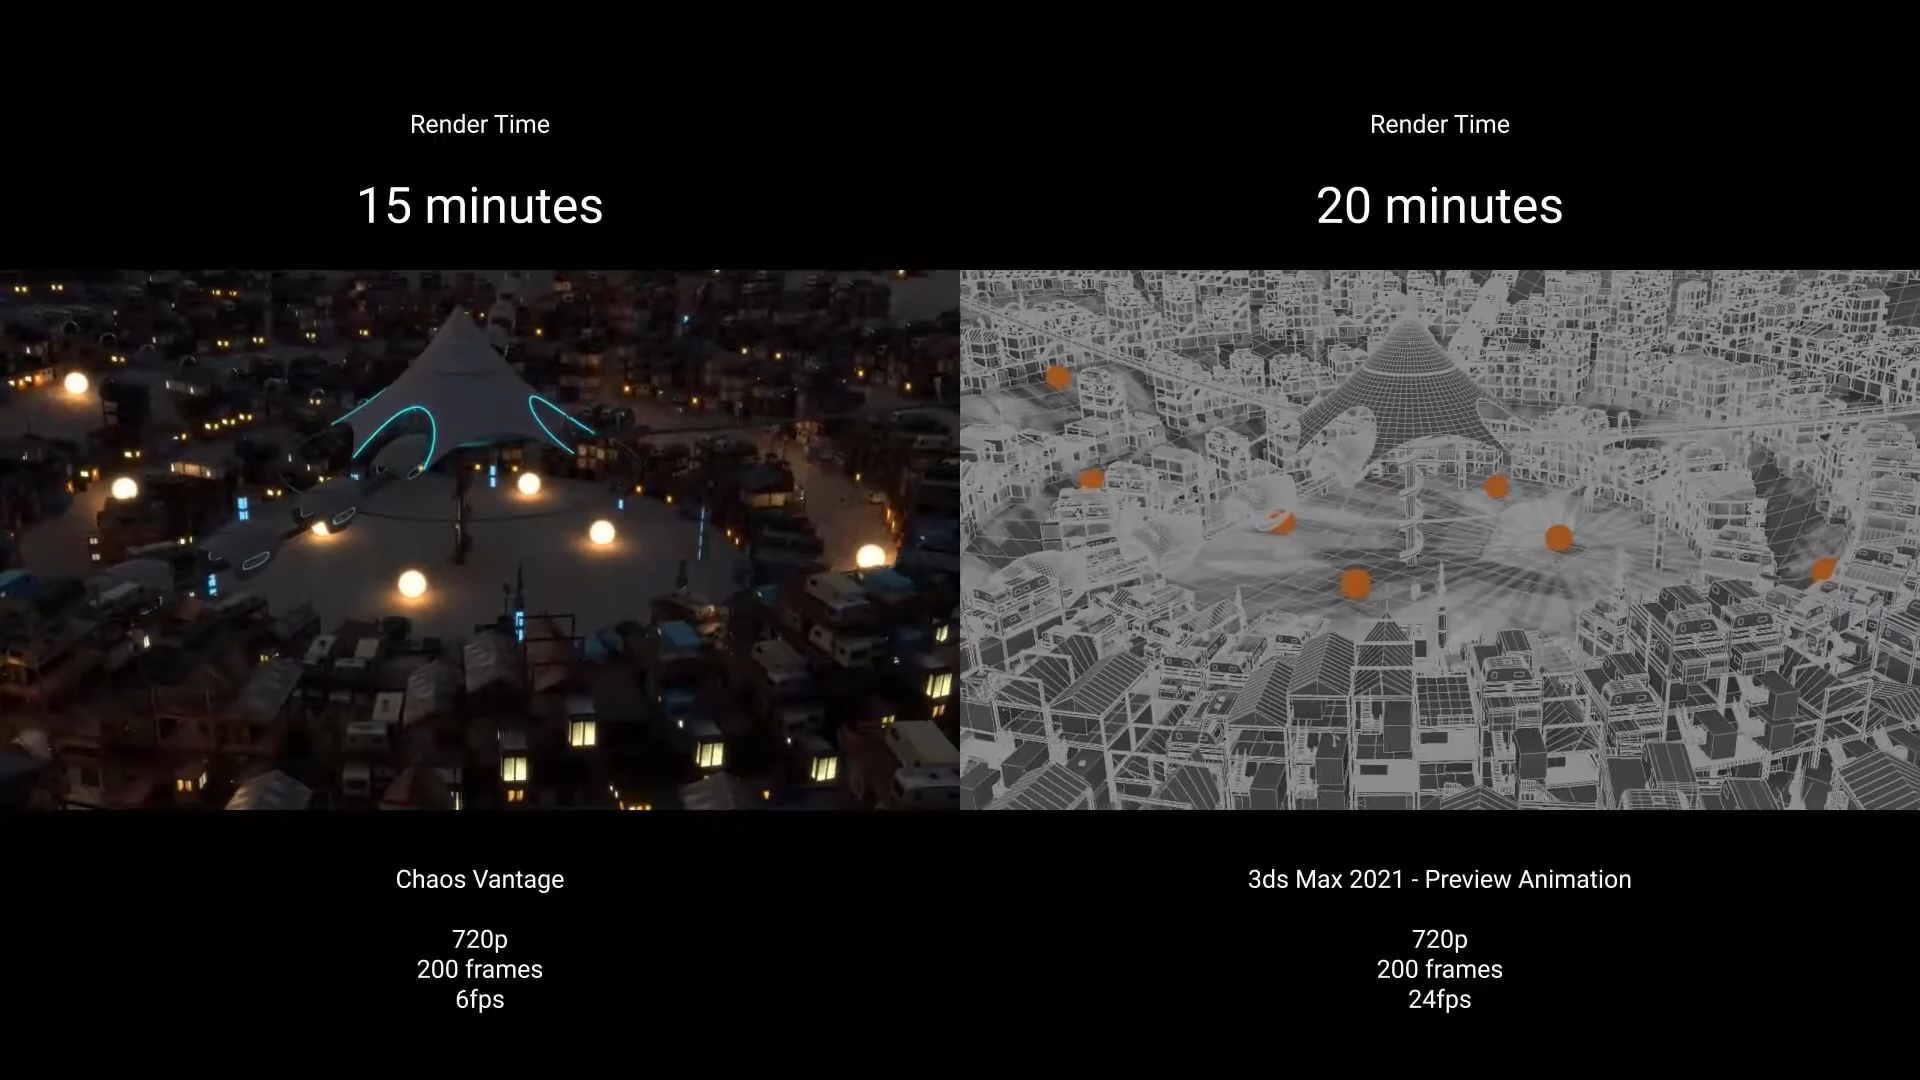 Render Time
15 minutes
Chaos Vantage
720p
200 frames
6fps
Render Time
20 minutes
3ds Max 2021 - Preview Animation
720p
200 frames
24fps